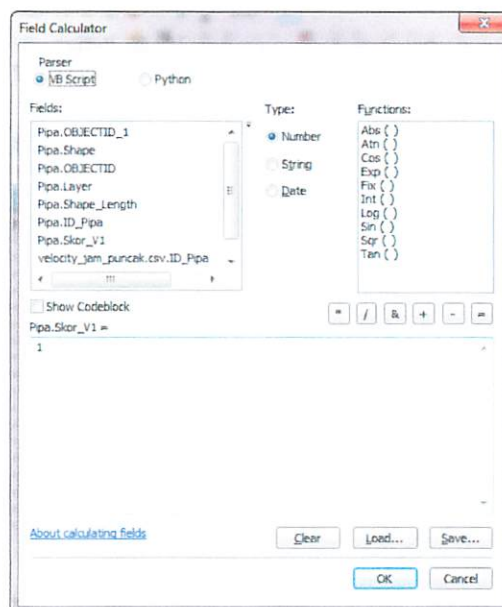 Field Calculator
Parser
VB Script
Python
Fields:
Type:
Functions:
Pipa.OBJECTID_1
Pipa.Shape
Pipa.OBJECTID
Pipa.Layer
Pipa.Shape_Length
Pipa.ID_Pipa
Pipa.Skor_V1
velocity_jam_puncak.csv.ID_Pipa
Number
String
Date
Abs ( )
Atn ( )
Cos ( )
Exp ( )
Fix ( )
Int ( )
Log ( )
Sin ( )
Sqr ( )
Tan ( )
Show Codeblock
* / & + - =
Pipa.Skor_V1 =
1
About calculating fields
Clear Load... Save...
OK Cancel